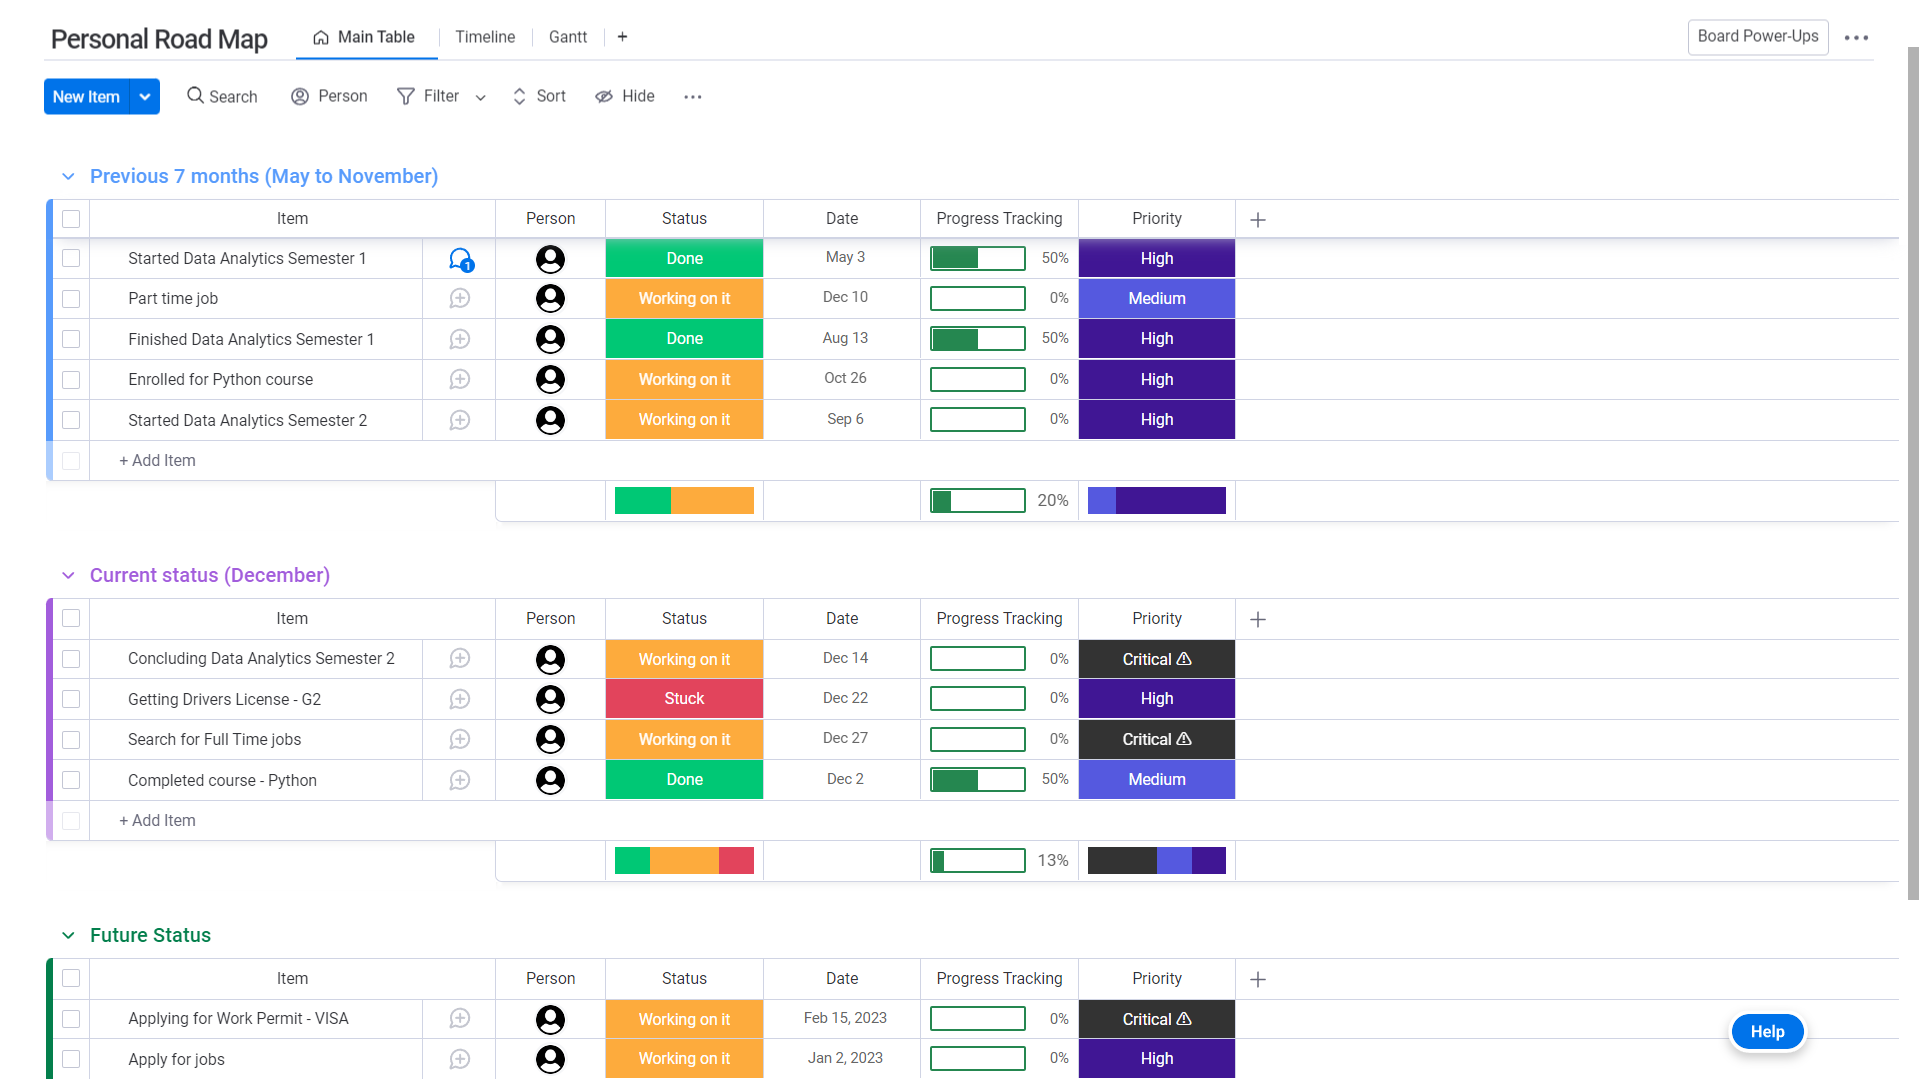 Personal Road Map Main Table Timeline Gantt + Board Power-Ups
New Item Search Person Filter Sort Hide
Previous 7 months (May to November)
Item Person Status Date Progress Tracking Priority
Started Data Analytics Semester 1 1 Done May 3 50% High
Part time job Working on it Dec 10 0% Medium
Finished Data Analytics Semester 1 Done Aug 13 50% High
Enrolled for Python course Working on it Oct 26 0% High
Started Data Analytics Semester 2 Working on it Sep 6 0% High
+ Add Item
20%
Current status (December)
Item Person Status Date Progress Tracking Priority
Concluding Data Analytics Semester 2 Working on it Dec 14 0% Critical
Getting Drivers License - G2 Stuck Dec 22 0% High
Search for Full Time jobs Working on it Dec 27 0% Critical
Completed course - Python Done Dec 2 50% Medium
+ Add Item
13%
Future Status
Item Person Status Date Progress Tracking Priority
Applying for Work Permit - VISA Working on it Feb 15, 2023 0% Critical
Help
Apply for jobs Working on it Jan 2, 2023 0% High